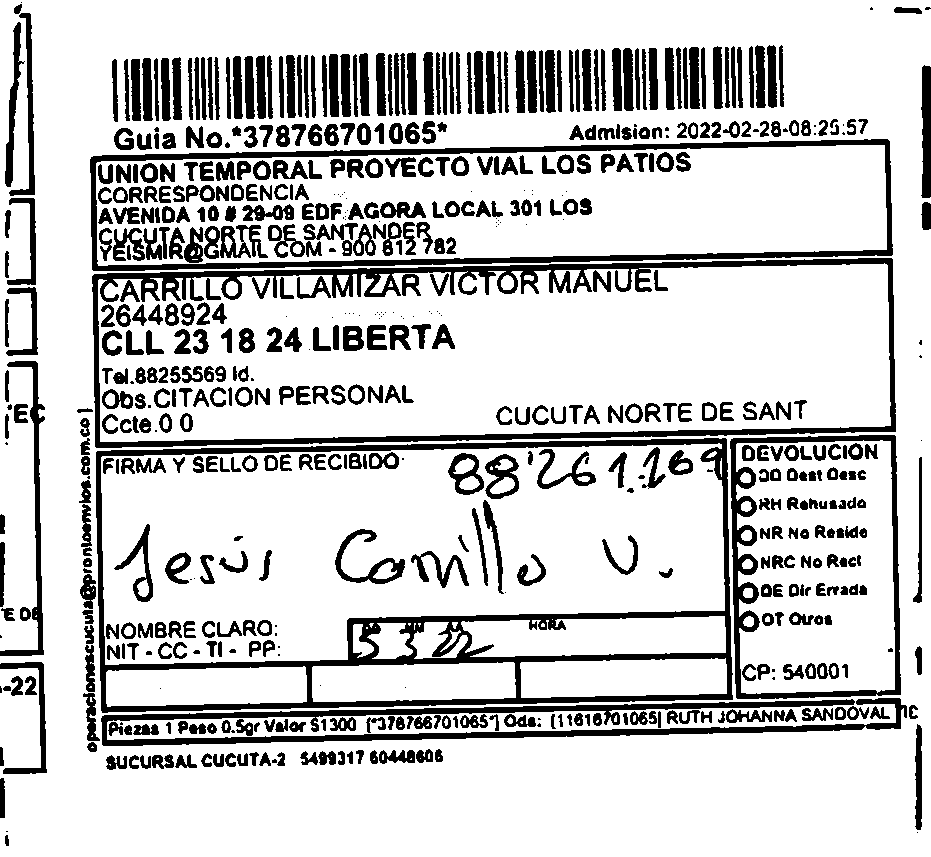 Guia No.*378766701065*
Admision: 2022-02-28-08:25:57
UNION TEMPORAL PROYECTO VIAL LOS PATIOS
CORRESPONDENCIA
AVENIDA 10 # 29-09 EDF AGORA LOCAL 301 LOS
CUCUTA NORTE DE SANTANDER
YEISMIR@GMAIL COM - 900 812 782
CARRILLO VILLAMIZAR VICTOR MANUEL
26448924
CLL 23 18 24 LIBERTA
Tel.88255569 Id.
Obs.CITACION PERSONAL
Ccte.0 0
CUCUTA NORTE DE SANT
FIRMA Y SELLO DE RECIBIDO
88'261.169
Jesús Carrillo V.
NOMBRE CLARO:
NIT - CC - TI - PP:
DD MM AA HORA
5 3 22
DEVOLUCION
DD Dest Desc
RH Rehusado
NR No Reside
NRC No Recl
DE Dir Errada
OT Otros
CP: 540001
Piezas 1 Peso 0.5gr Valor $1300 [*378766701065*] Ods: [11616701065] RUTH JOHANNA SANDOVAL
SUCURSAL CUCUTA-2 5499317 60448606
operacionescucuta@prontoenvios.com.co]
EC
E DE
-22